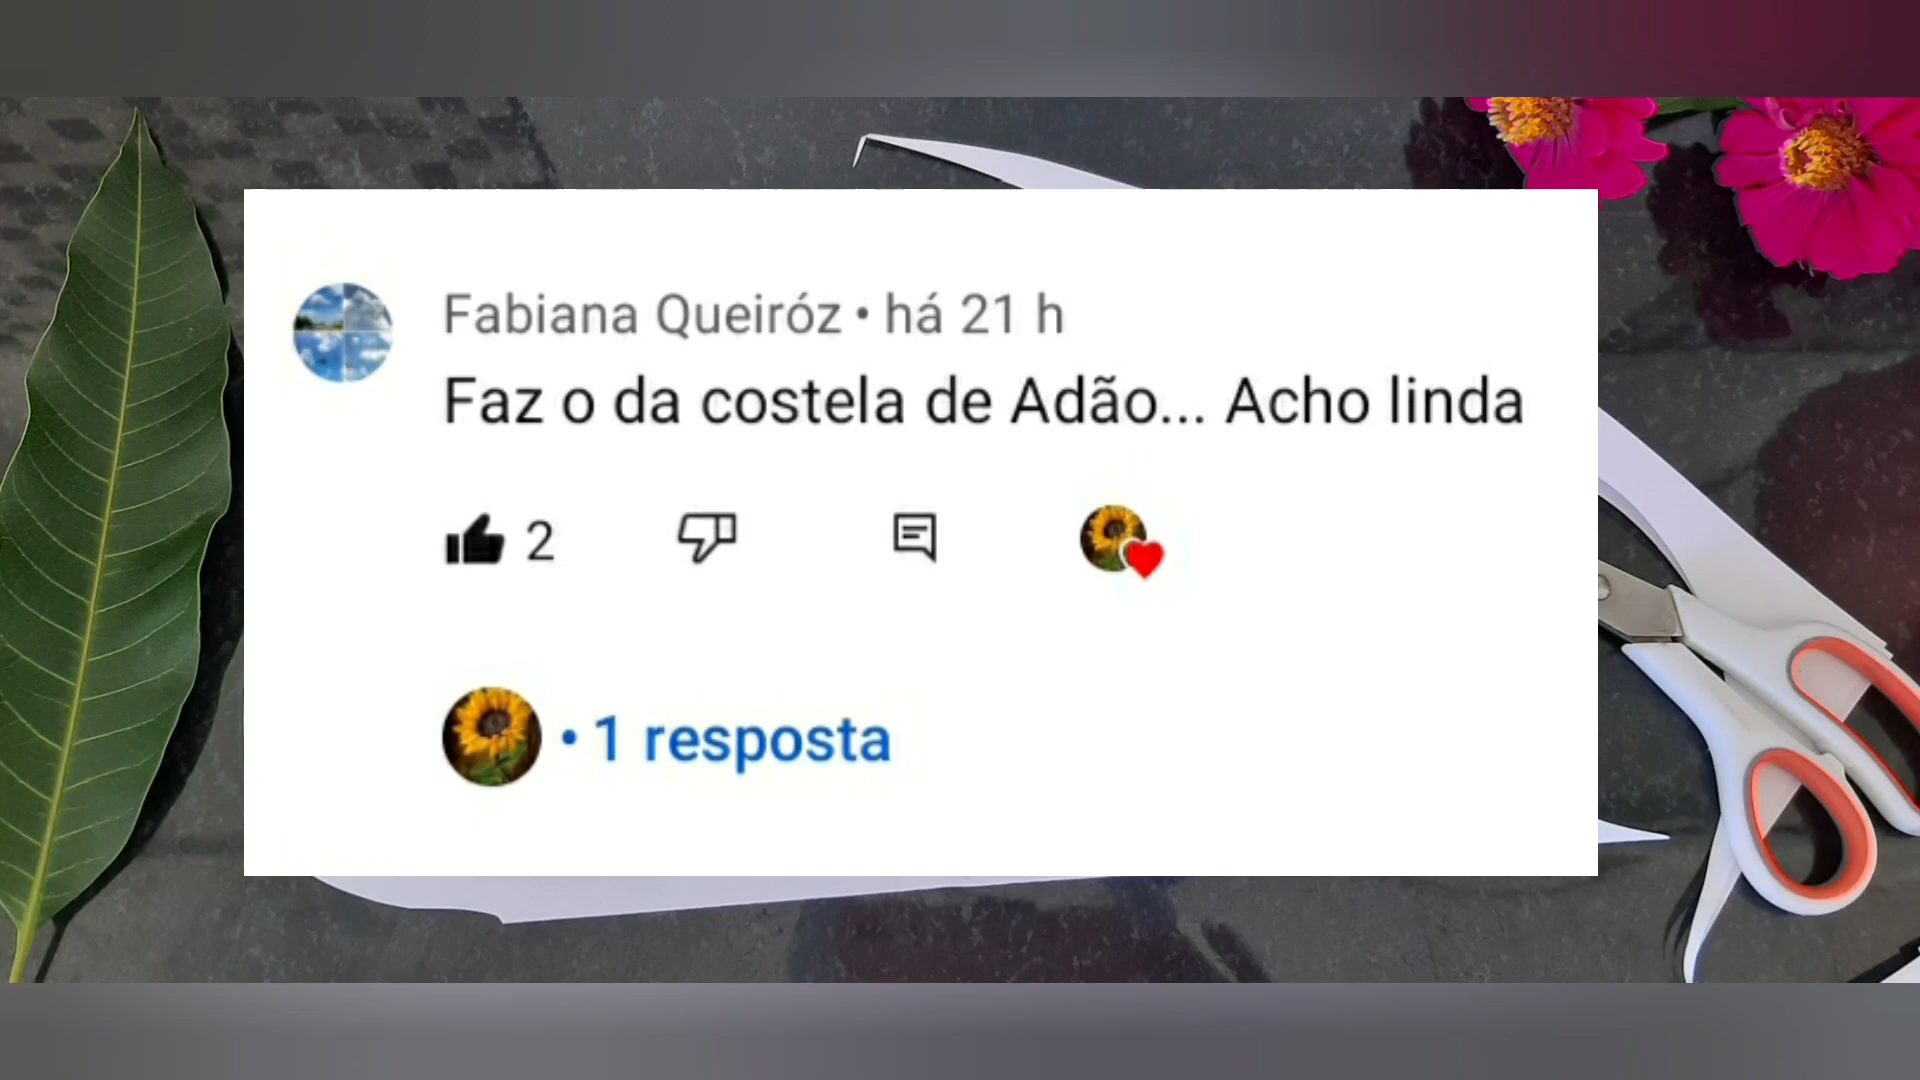 Fabiana Queiróz • há 21 h
Faz o da costela de Adão... Acho linda
2
• 1 resposta